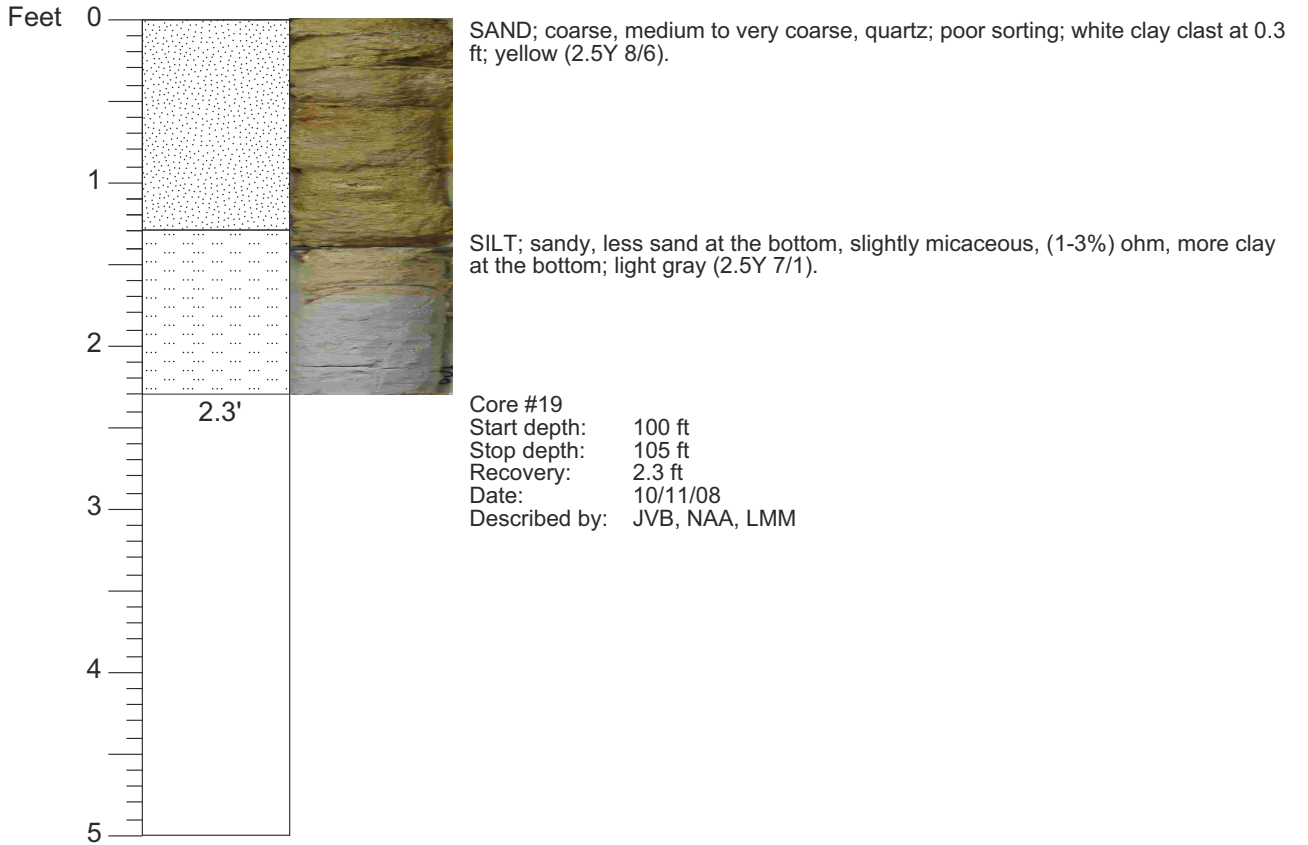 Feet
0
SAND; coarse, medium to very coarse, quartz; poor sorting; white clay clast at 0.3
ft; yellow (2.5Y 8/6).
1
SILT; sandy, less sand at the bottom, slightly micaceous, (1-3%) ohm, more clay
at the bottom; light gray (2.5Y 7/1).
2
2.3'
Core #19
Start depth: 100 ft
Stop depth: 105 ft
Recovery: 2.3 ft
Date: 10/11/08
Described by: JVB, NAA, LMM
3
4
5